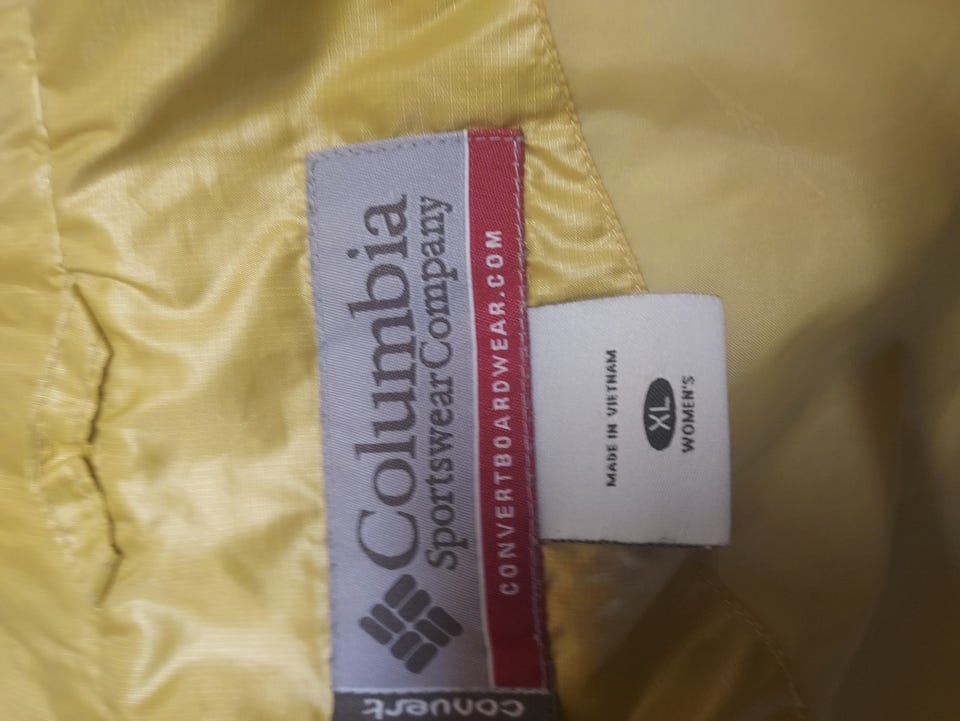 Columbia
SportswearCompany
CONVERTBOARDWEAR.COM
convert
MADE IN VIETNAM
XL
WOMEN'S